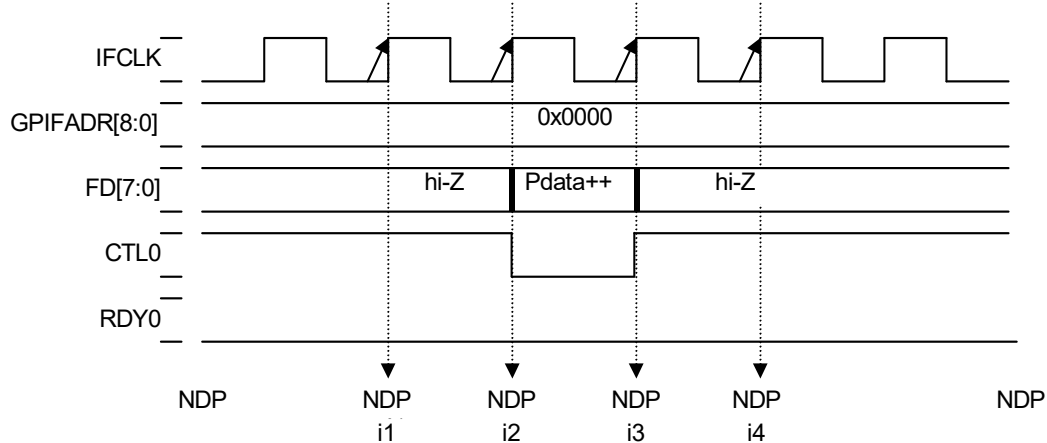 IFCLK
GPIFADR[8:0]
0x0000
FD[7:0]
hi-Z Pdata++ hi-Z
CTL0
RDY0
NDP NDP NDP NDP NDP NDP
i1 i2 i3 i4